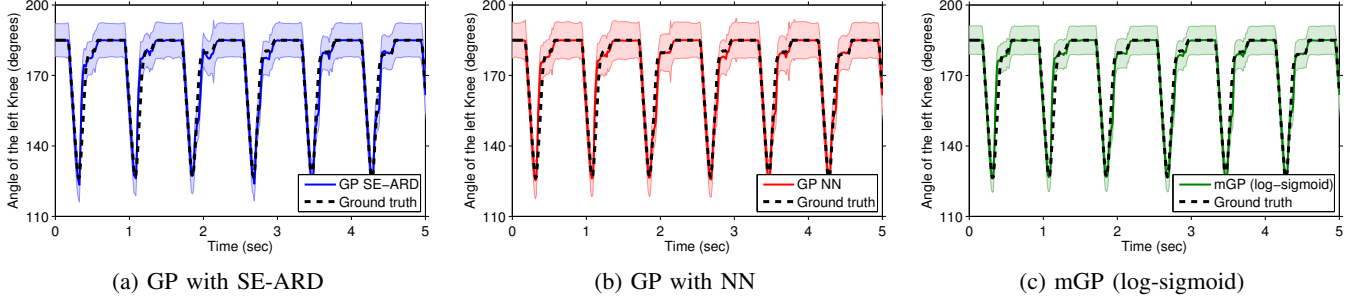 200
170
140
110
Angle of the left Knee (degrees)
GP SE−ARD
Ground truth
0 1 2 3 4 5
Time (sec)
(a) GP with SE-ARD
200
170
140
110
Angle of the left Knee (degrees)
GP NN
Ground truth
0 1 2 3 4 5
Time (sec)
(b) GP with NN
200
170
140
110
Angle of the left Knee (degrees)
mGP (log−sigmoid)
Ground truth
0 1 2 3 4 5
Time (sec)
(c) mGP (log-sigmoid)